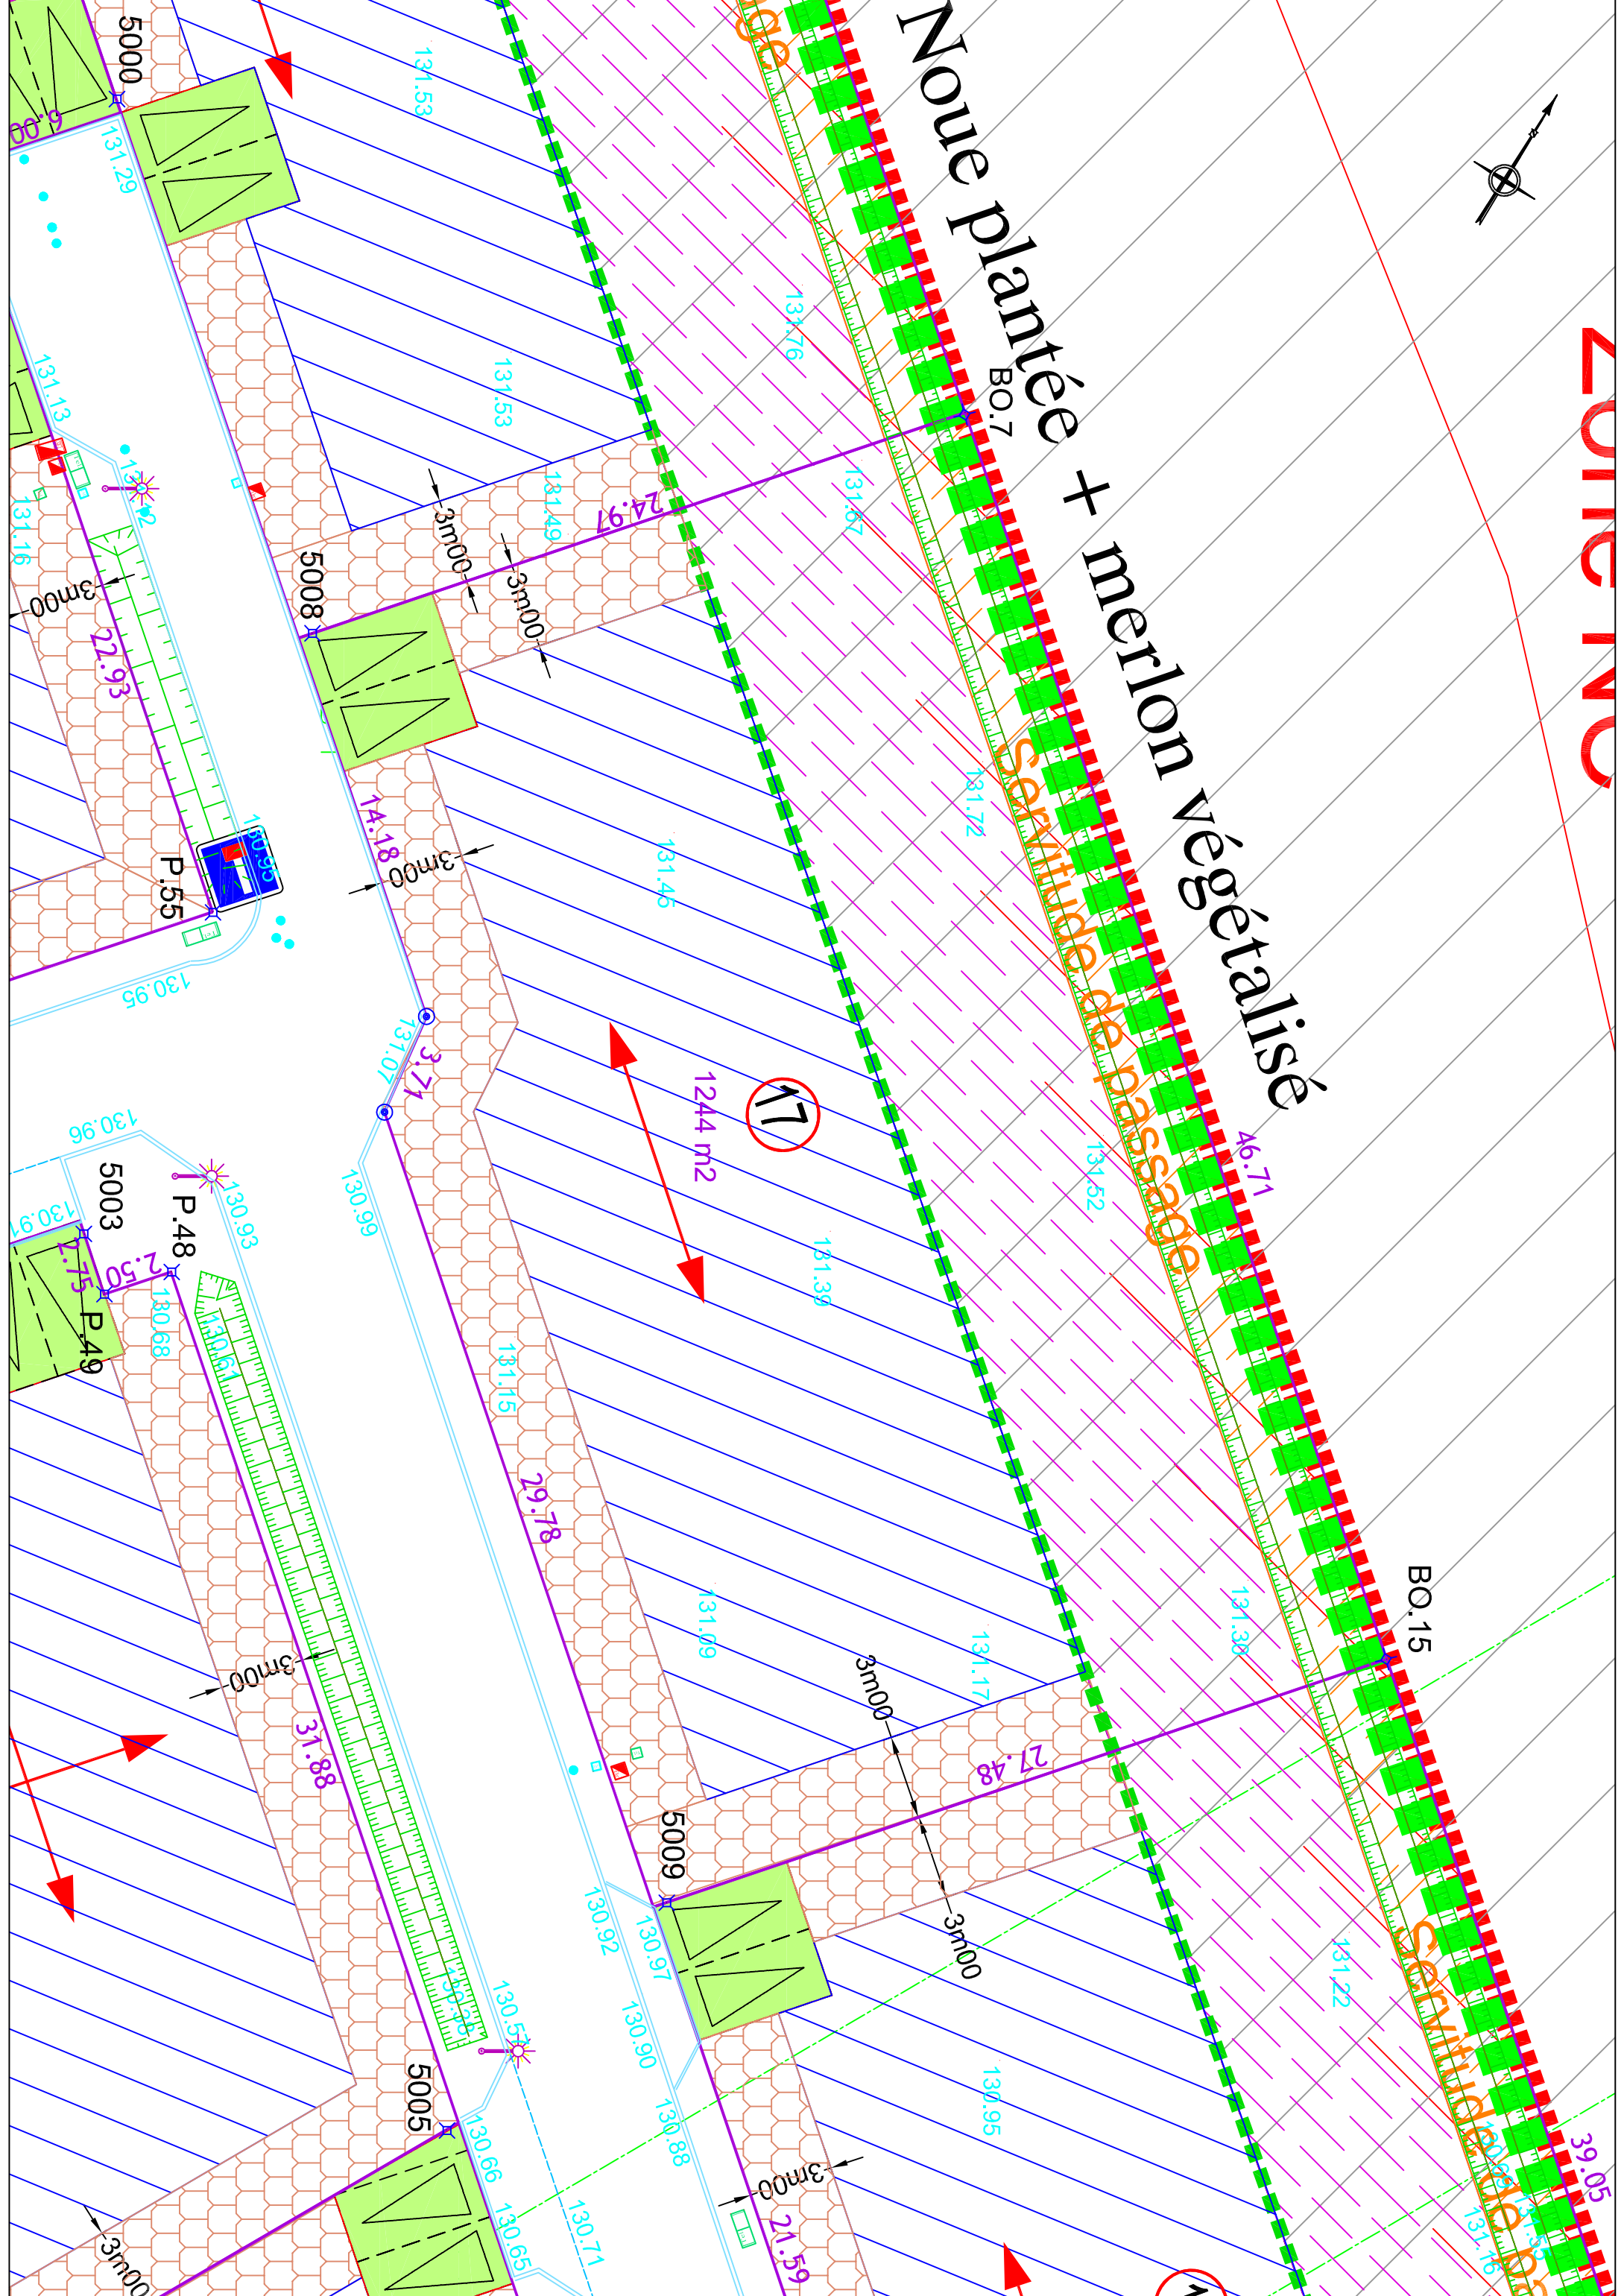 Noue plantée + merlon végétalisé
BO.7
131.53
5000
6.00
131.29
131.76
131.53
131.13
131.16
131.49
24.97
131.67
3m00
3m00
5008
3m00
22.93
14.18
3m00
131.45
131.72
Servitude de passage
130.95
P.55
130.95
131.07
3.71
17
1244 m2
46.71
131.52
130.96
130.99
131.39
5003
P.48
130.93
2.75
2.50
P.49
130.68
130.61
131.15
29.78
131.09
131.17
BO.15
3m00
27.48
3m00
31.88
5009
3m00
130.92
130.97
130.90
130.88
Servitude de pa
131.22
130.95
5005
130.66
130.65
130.71
3m00
21.59
3m00
39.05
131.16